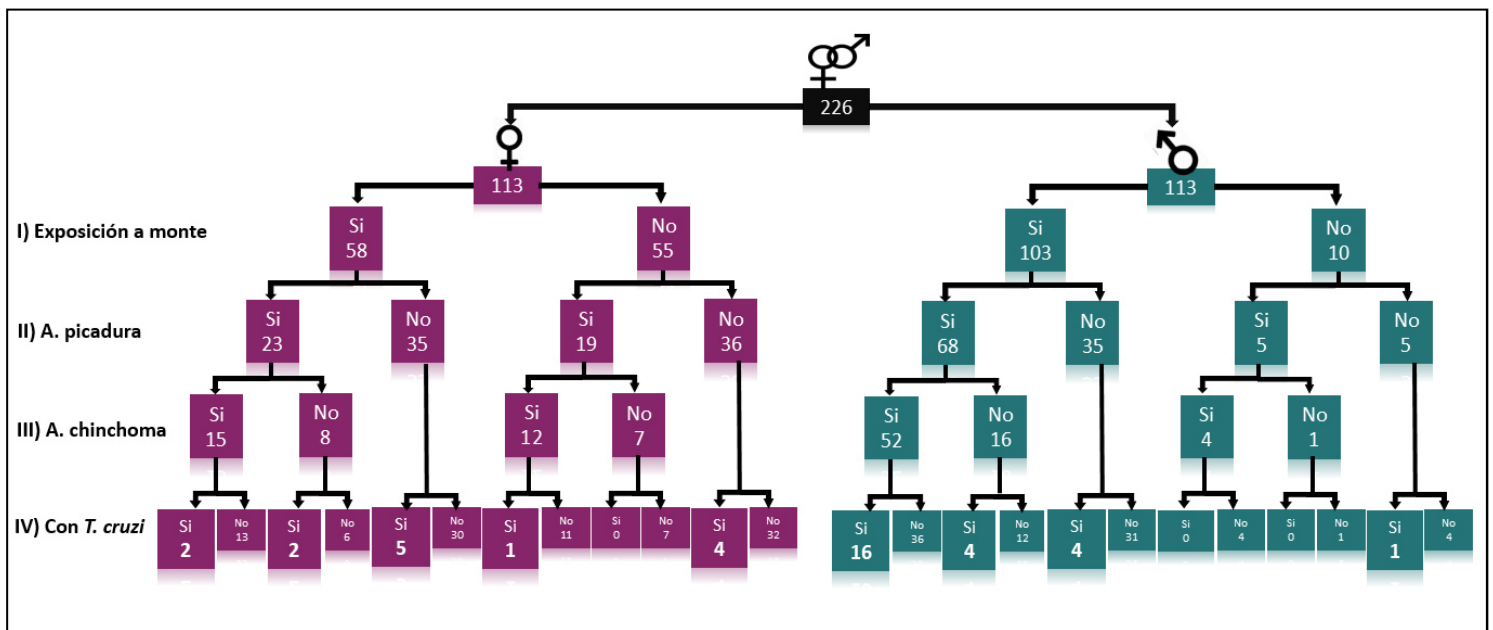 226
113
113
I) Exposición a monte
Si
58
No
55
Si
103
No
10
II) A. picadura
Si
23
No
35
Si
19
No
36
Si
68
No
35
Si
5
No
5
III) A. chinchoma
Si
15
No
8
Si
12
No
7
Si
52
No
16
Si
4
No
1
IV) Con T. cruzi
Si
2
No
13
Si
2
No
6
Si
5
No
30
Si
1
No
11
Si
0
No
7
Si
4
No
32
Si
16
No
36
Si
4
No
12
Si
4
No
31
Si
0
No
4
Si
0
No
1
Si
1
No
4